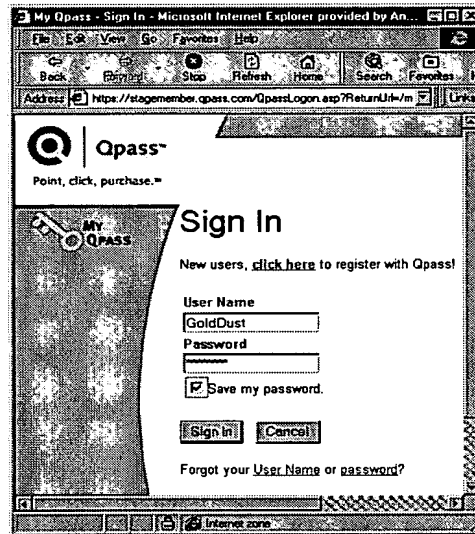 My Qpass - Sign In - Microsoft Internet Explorer provided by An...
File Edit View Go Favorites Help
Back Forward Stop Refresh Home Search Favorites
Address https://stagemember.qpass.com/QpassLogon.asp?ReturnUrl=/m Links
Qpass™
Point, click, purchase.℠
MY
QPASS
Sign In
New users, click here to register with Qpass!
User Name
GoldDust
Password
Save my password.
Sign In Cancel
Forgot your User Name or password?
Internet zone